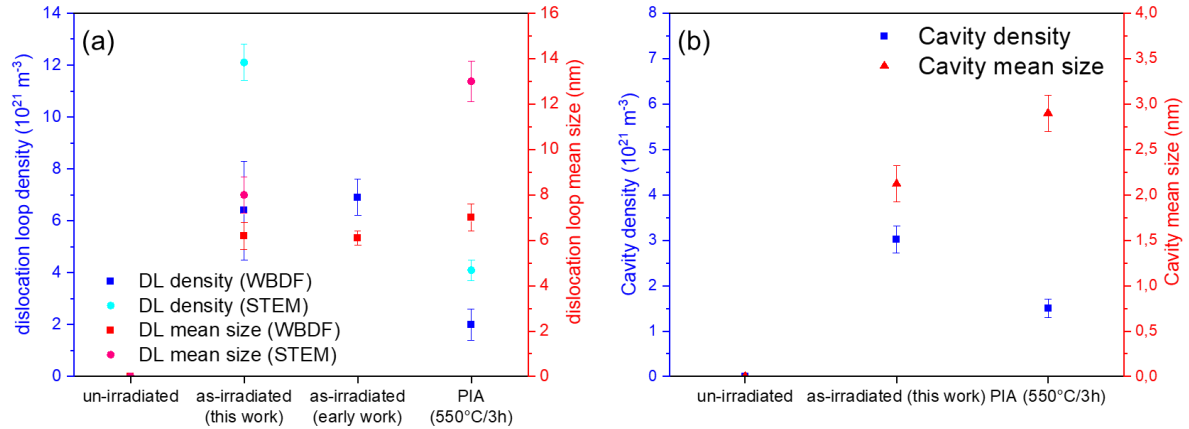 (a)
14
12
10
8
6
4
2
0
dislocation loop density (10²¹ m⁻³)
16
14
12
10
8
6
4
2
0
dislocation loop mean size (nm)
DL density (WBDF)
DL density (STEM)
DL mean size (WBDF)
DL mean size (STEM)
un-irradiated
as-irradiated
(this work)
as-irradiated
(early work)
PIA
(550°C/3h)
(b)
8
7
6
5
4
3
2
1
0
Cavity density (10²¹ m⁻³)
4,0
3,5
3,0
2,5
2,0
1,5
1,0
0,5
0,0
Cavity mean size (nm)
Cavity density
Cavity mean size
un-irradiated
as-irradiated (this work)
PIA (550°C/3h)